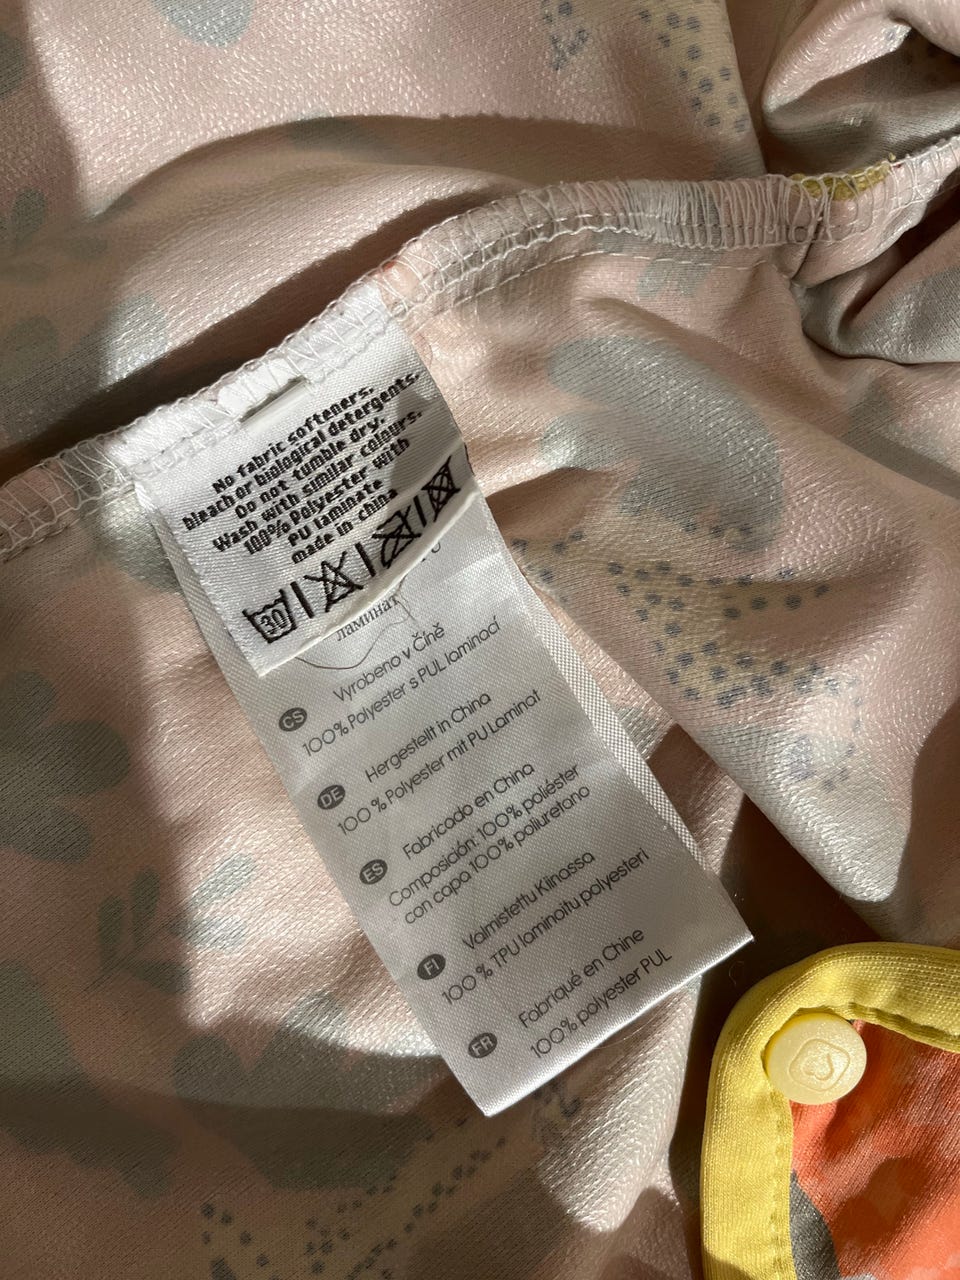 No fabric softeners.
bleach or biological detergents.
Do not tumble dry.
Wash with similar colours.
100% Polyester with
PU laminate
made in china
30
ламинат
CS
Vyrobeno v Číně
100% Polyester s PUL laminocí
DE
Hergestellt in China
100 % Polyester mit PU Laminat
ES
Fabricado en China
Composición: 100% poliéster
con capa 100% poliuretano
FI
Valmistettu Kiinassa
100 % TPU laminoitu polyesteri
FR
Fabriqué en Chine
100% polyester PUL